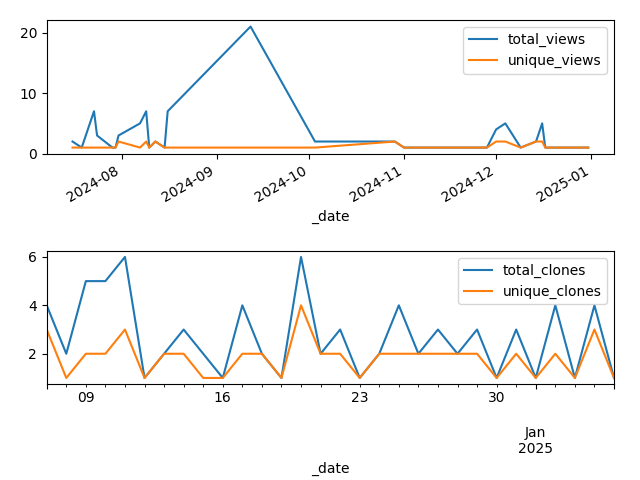 20
10
0
total_views
unique_views
2024-08
2024-09
2024-10
2024-11
2024-12
2025-01
_date
6
4
2
total_clones
unique_clones
09
16
23
30
Jan
2025
_date